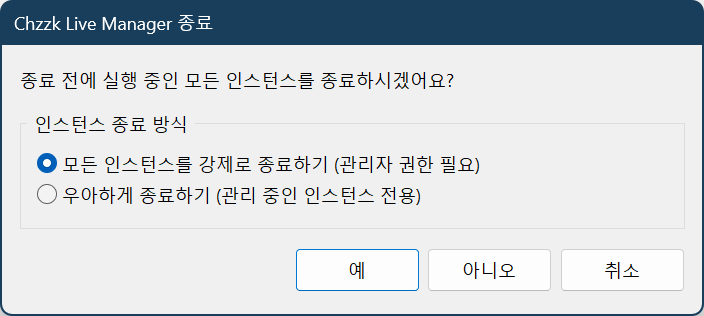 Chzzk Live Manager 종료
종료 전에 실행 중인 모든 인스턴스를 종료하시겠어요?
인스턴스 종료 방식
모든 인스턴스를 강제로 종료하기 (관리자 권한 필요)
우아하게 종료하기 (관리 중인 인스턴스 전용)
예 아니오 취소